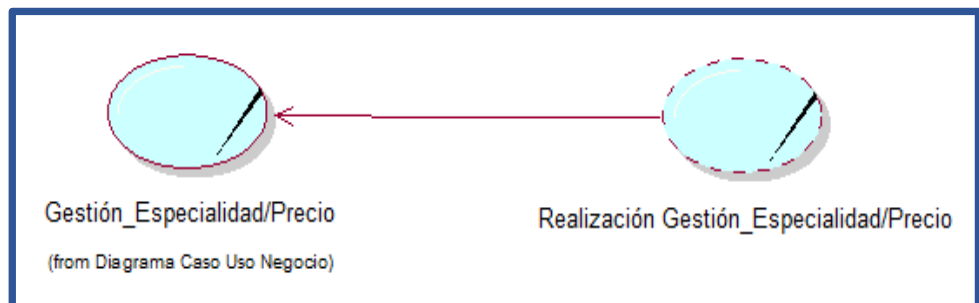 Gestión_Especialidad/Precio
Realización Gestión_Especialidad/Precio
(from Diagrama Caso Uso Negocio)